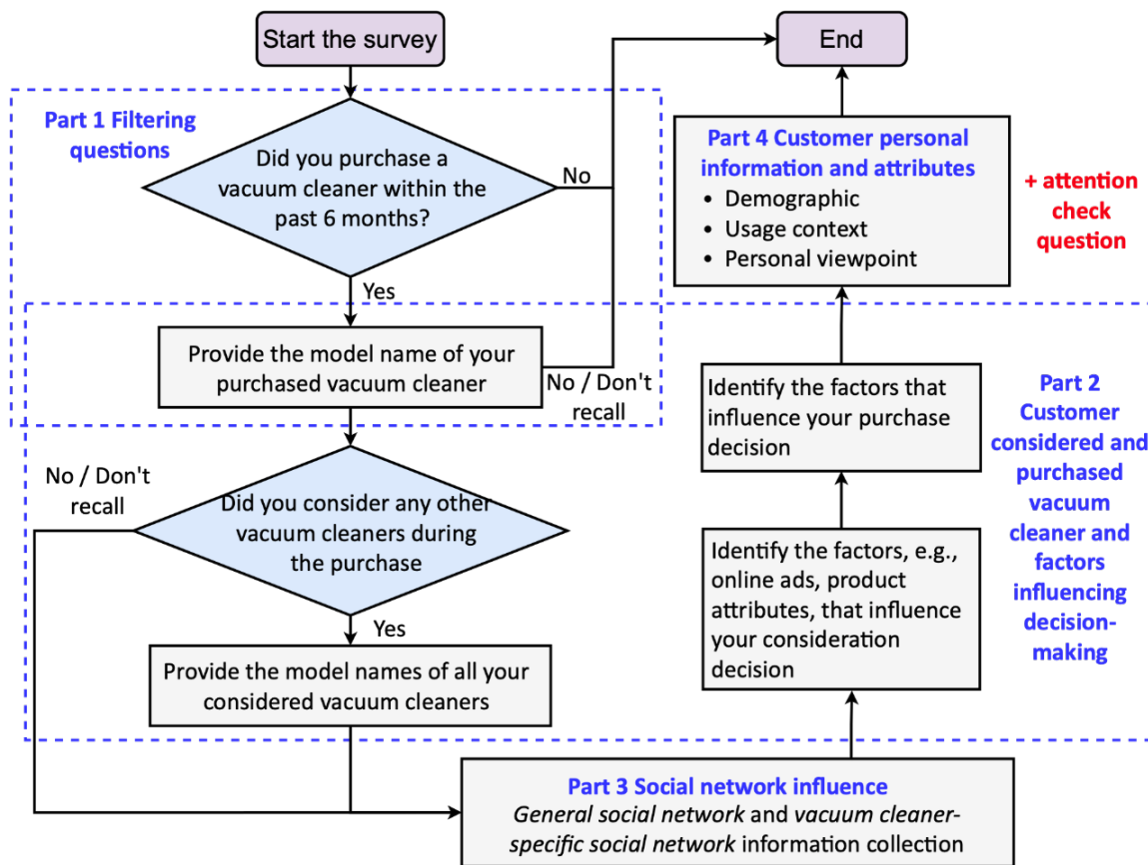 Start the survey
End
Part 1 Filtering
questions
Did you purchase a
vacuum cleaner within the
past 6 months?
No
Yes
Provide the model name of your
purchased vacuum cleaner
No / Don't
recall
No / Don't
recall
Did you consider any other
vacuum cleaners during
the purchase
Yes
Provide the model names of all your
considered vacuum cleaners
Part 3 Social network influence
General social network and vacuum cleaner-
specific social network information collection
Identify the factors, e.g.,
online ads, product
attributes, that influence
your consideration
decision
Identify the factors that
influence your purchase
decision
Part 2
Customer
considered and
purchased
vacuum
cleaner and
factors
influencing
decision-
making
Part 4 Customer personal
information and attributes
• Demographic
• Usage context
• Personal viewpoint
+ attention
check
question